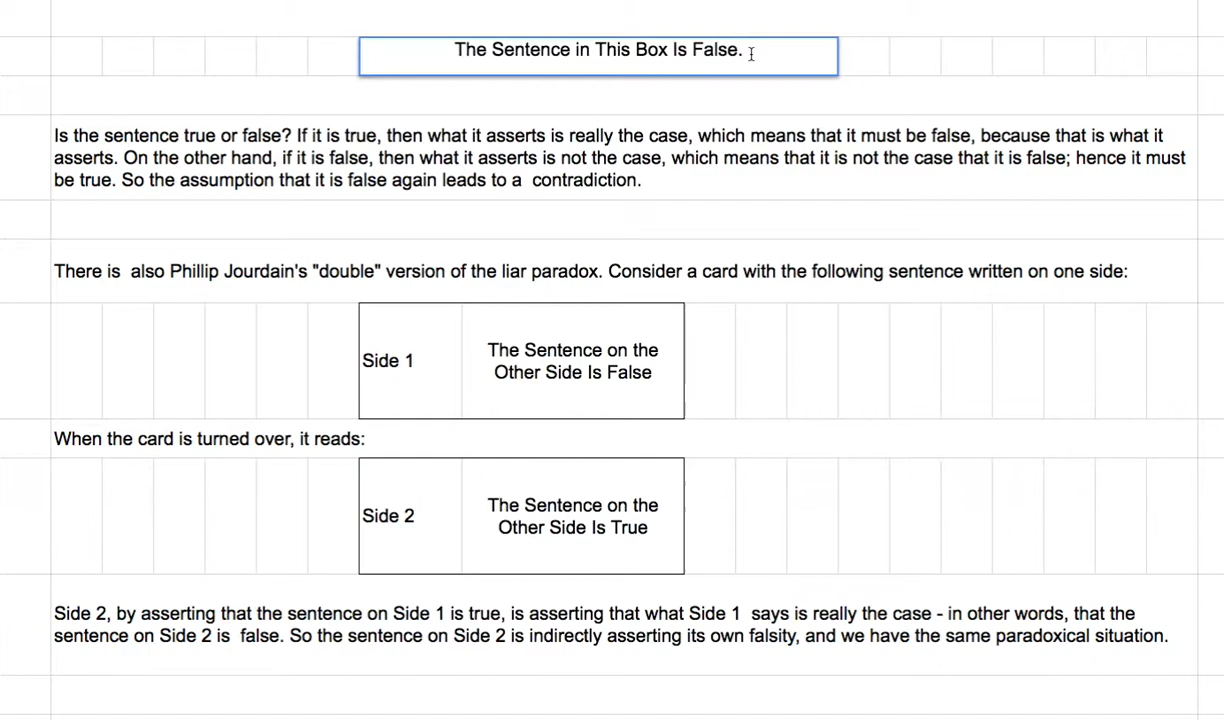 The Sentence in This Box Is False.
Is the sentence true or false? If it is true, then what it asserts is really the case, which means that it must be false, because that is what it
asserts. On the other hand, if it is false, then what it asserts is not the case, which means that it is not the case that it is false; hence it must
be true. So the assumption that it is false again leads to a contradiction.
There is also Phillip Jourdain's "double" version of the liar paradox. Consider a card with the following sentence written on one side:
Side 1
The Sentence on the
Other Side Is False
When the card is turned over, it reads:
Side 2
The Sentence on the
Other Side Is True
Side 2, by asserting that the sentence on Side 1 is true, is asserting that what Side 1 says is really the case - in other words, that the
sentence on Side 2 is false. So the sentence on Side 2 is indirectly asserting its own falsity, and we have the same paradoxical situation.